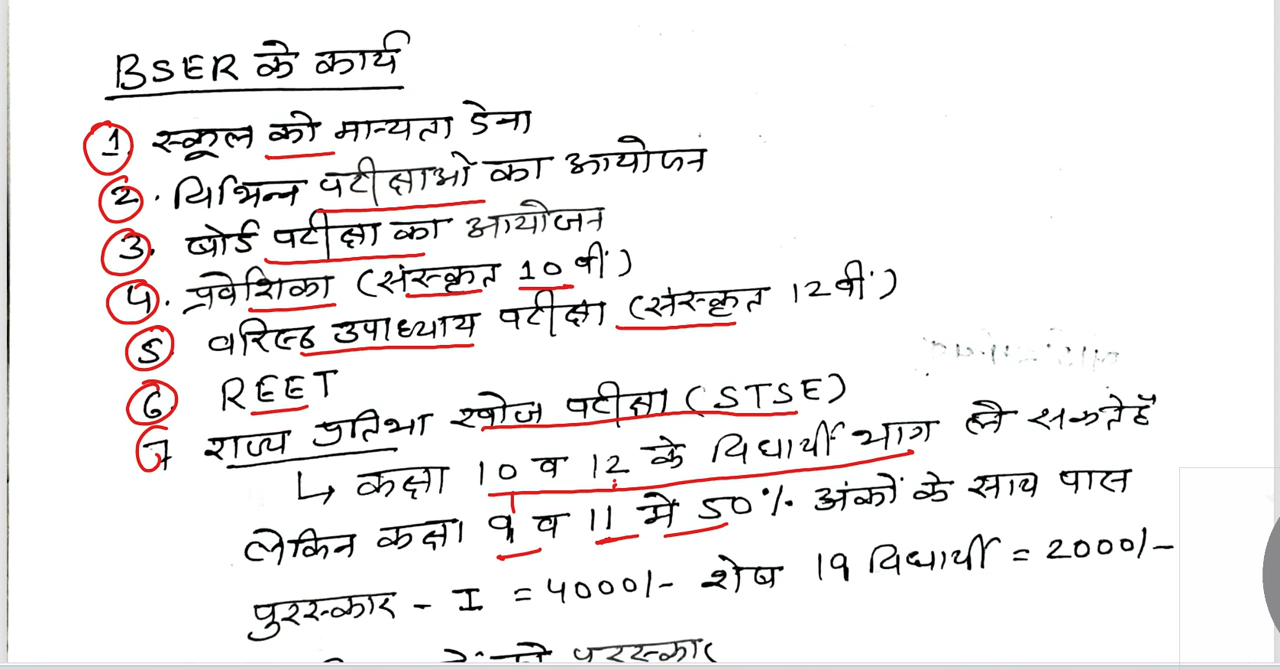 BSER के कार्य
1. स्कूल को मान्यता देना
2. विभिन्न परीक्षाओ का आयोजन
3. बोर्ड परीक्षा का आयोजन
4. प्रवेशिका (संस्कृत 10 वीं)
5 वरिष्ठ उपाध्याय परीक्षा (संस्कृत 12वीं)
6 REET
7 राज्य प्रतिभा खोज परीक्षा (STSE)
↳ कक्षा 10 व 12 के विधार्थी भाग ले सकते हैं
लेकिन कक्षा 9 व 11 में 50% अंकों के साथ पास
पुरस्कार - I = 4000/- शेष 19 विधार्थी = 2000/-
पुरस्कार